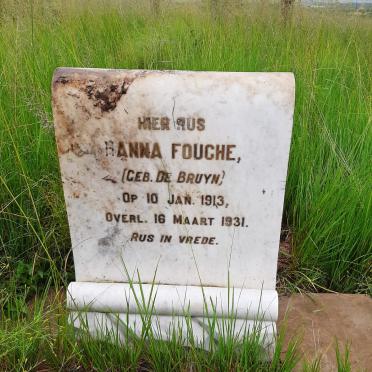 HIER RUS
HANNA FOUCHE,
(GEB. DE BRUYN)
OP 10 JAN. 1913,
OVERL. 16 MAART 1931.
RUS IN VREDE.